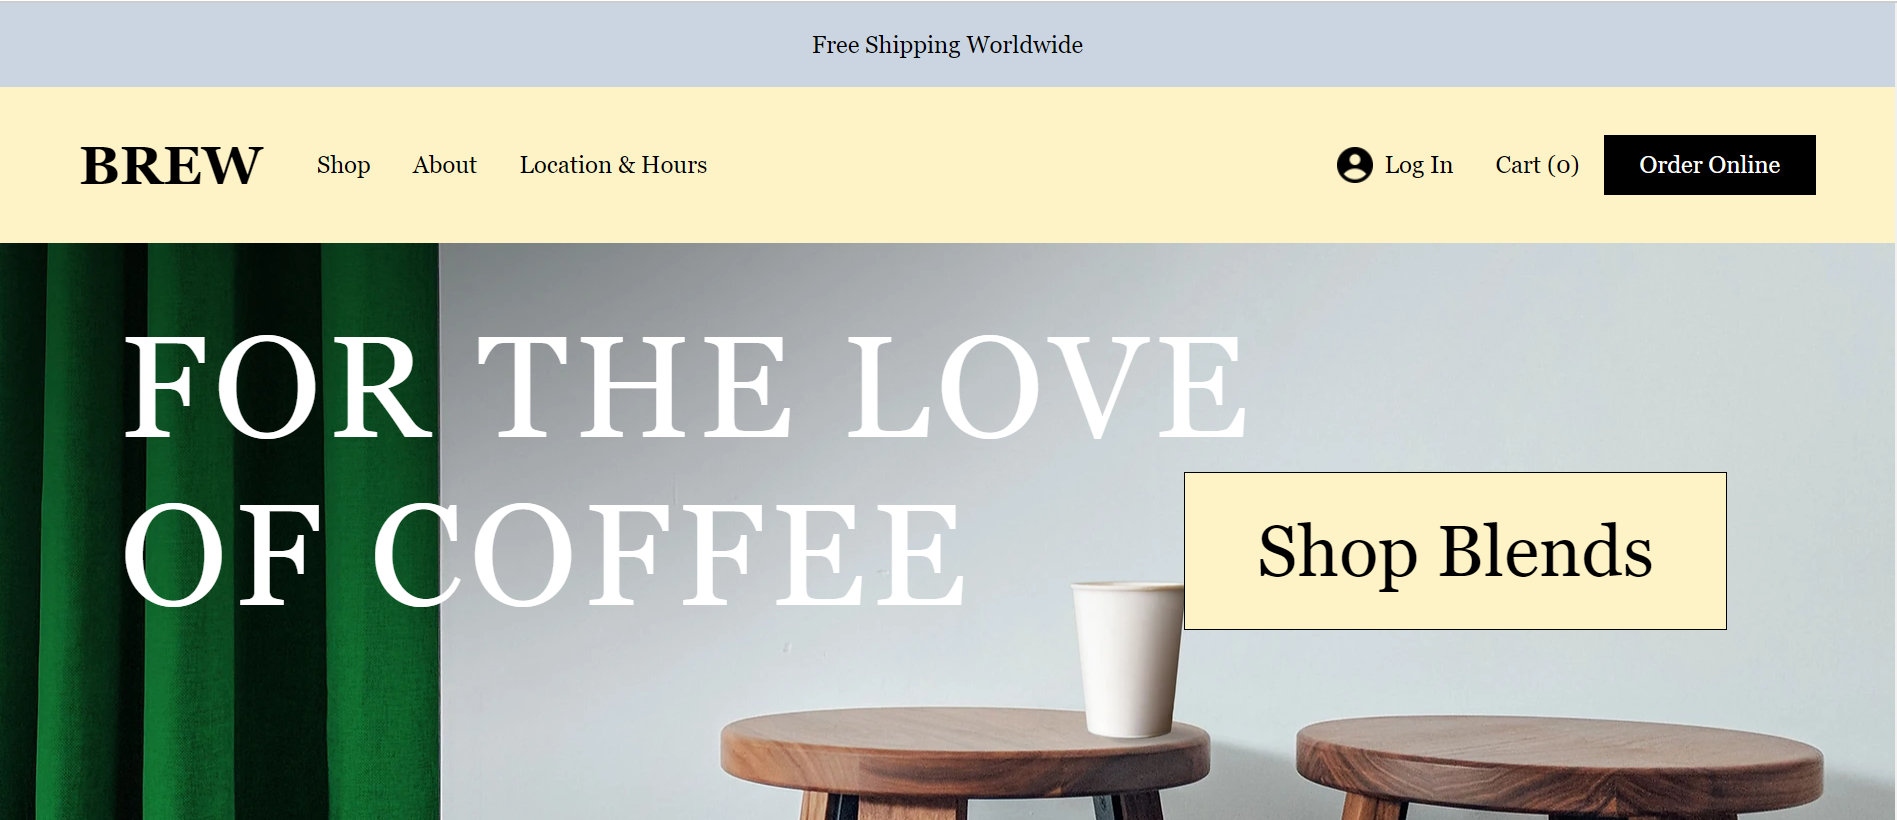 Free Shipping Worldwide
BREW
Shop
About
Location & Hours
Log In
Cart (0)
Order Online
FOR THE LOVE
OF COFFEE
Shop Blends